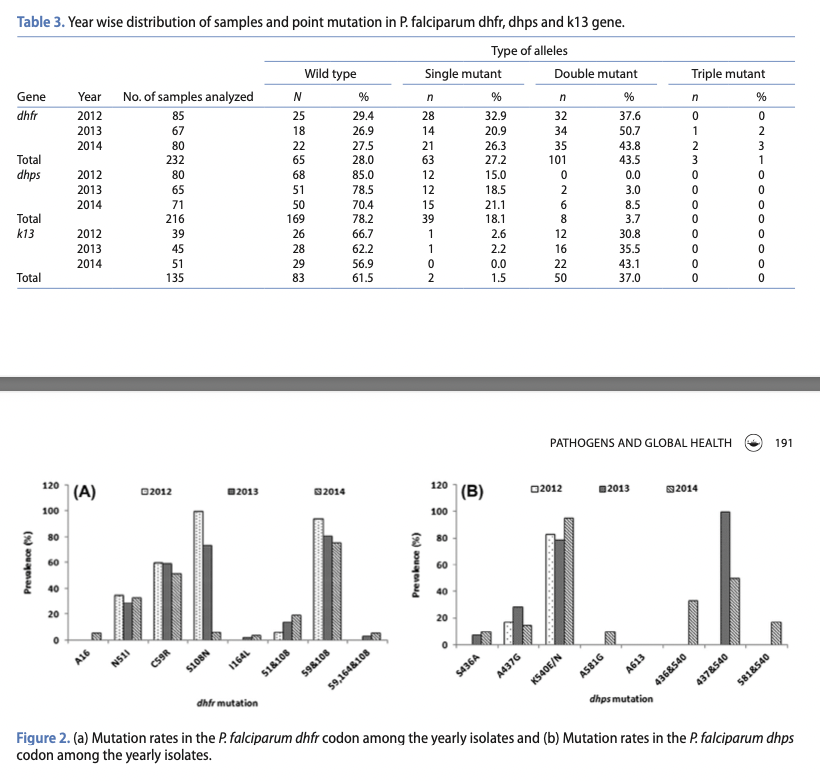 Table 3. Year wise distribution of samples and point mutation in P. falciparum dhfr, dhps and k13 gene.
Type of alleles
Wild type Single mutant Double mutant Triple mutant
Gene Year No. of samples analyzed N % n % n % n %
dhfr 2012 85 25 29.4 28 32.9 32 37.6 0 0
2013 67 18 26.9 14 20.9 34 50.7 1 2
2014 80 22 27.5 21 26.3 35 43.8 2 3
Total 232 65 28.0 63 27.2 101 43.5 3 1
dhps 2012 80 68 85.0 12 15.0 0 0.0 0 0
2013 65 51 78.5 12 18.5 2 3.0 0 0
2014 71 50 70.4 15 21.1 6 8.5 0 0
Total 216 169 78.2 39 18.1 8 3.7 0 0
k13 2012 39 26 66.7 1 2.6 12 30.8 0 0
2013 45 28 62.2 1 2.2 16 35.5 0 0
2014 51 29 56.9 0 0.0 22 43.1 0 0
Total 135 83 61.5 2 1.5 50 37.0 0 0
PATHOGENS AND GLOBAL HEALTH 191
(A)
2012 2013 2014
Prevalence (%)
120
100
80
60
40
20
0
A16 N51I C59R S108N I164L 51&108 59&108 59,164&108
dhfr mutation
(B)
2012 2013 2014
Prevalence (%)
120
100
80
60
40
20
0
S436A A437G K540E/N A581G A613 436&540 437&540 581&540
dhps mutation
Figure 2. (a) Mutation rates in the P. falciparum dhfr codon among the yearly isolates and (b) Mutation rates in the P. falciparum dhps
codon among the yearly isolates.